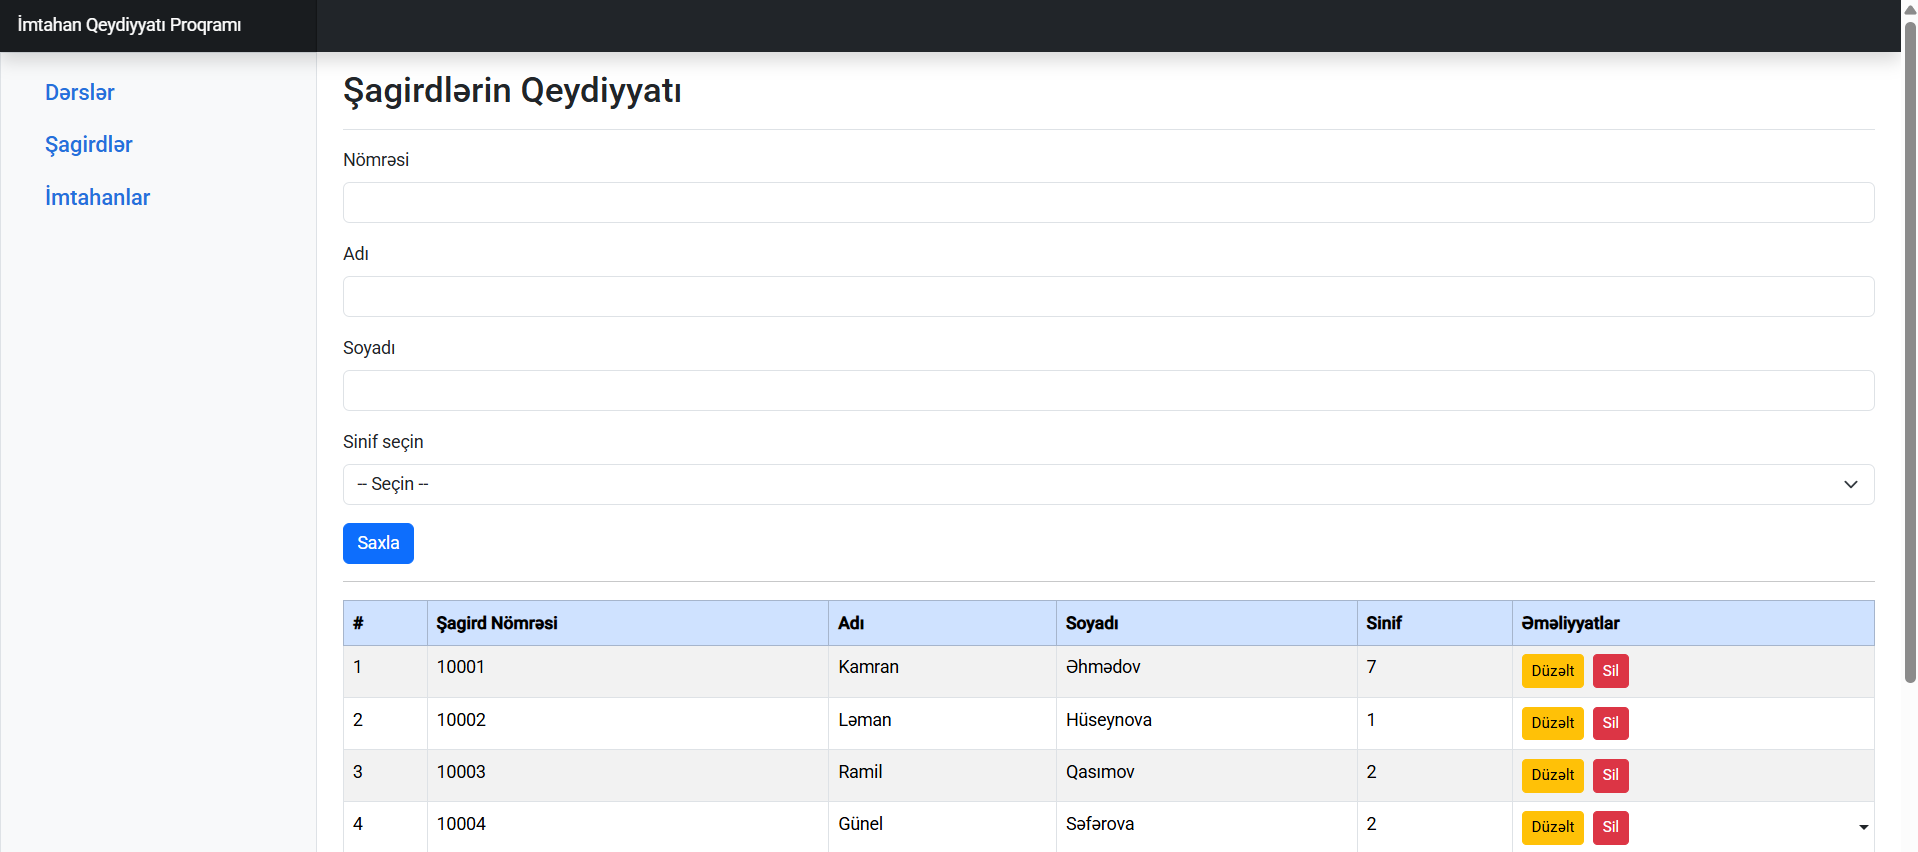 İmtahan Qeydiyyatı Proqramı
Dərslər
Şagirdlər
İmtahanlar
Şagirdlərin Qeydiyyatı
Nömrəsi
Adı
Soyadı
Sinif seçin
-- Seçin --
Saxla
# Şagird Nömrəsi Adı Soyadı Sinif Əməliyyatlar
1 10001 Kamran Əhmədov 7 Düzəlt Sil
2 10002 Ləman Hüseynova 1 Düzəlt Sil
3 10003 Ramil Qasımov 2 Düzəlt Sil
4 10004 Günel Səfərova 2 Düzəlt Sil